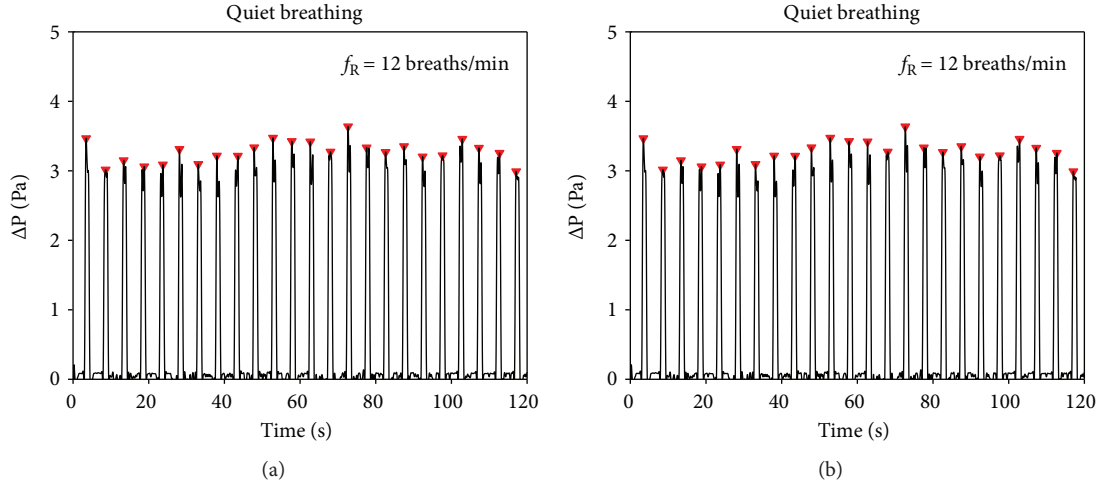 Quiet breathing
5
f_R = 12 breaths/min
4
3
ΔP (Pa)
2
1
0
0 20 40 60 80 100 120
Time (s)
(a)
Quiet breathing
5
f_R = 12 breaths/min
4
3
ΔP (Pa)
2
1
0
0 20 40 60 80 100 120
Time (s)
(b)